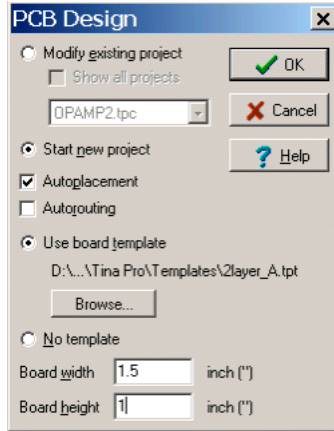 PCB Design
Modify existing project
OK
Show all projects
OPAMP2.tpc
Cancel
Start new project
Help
Autoplacement
Autorouting
Use board template
D:\...\Tina Pro\Templates\2layer_A.tpt
Browse...
No template
Board width 1.5 inch (")
Board height 1 inch (")